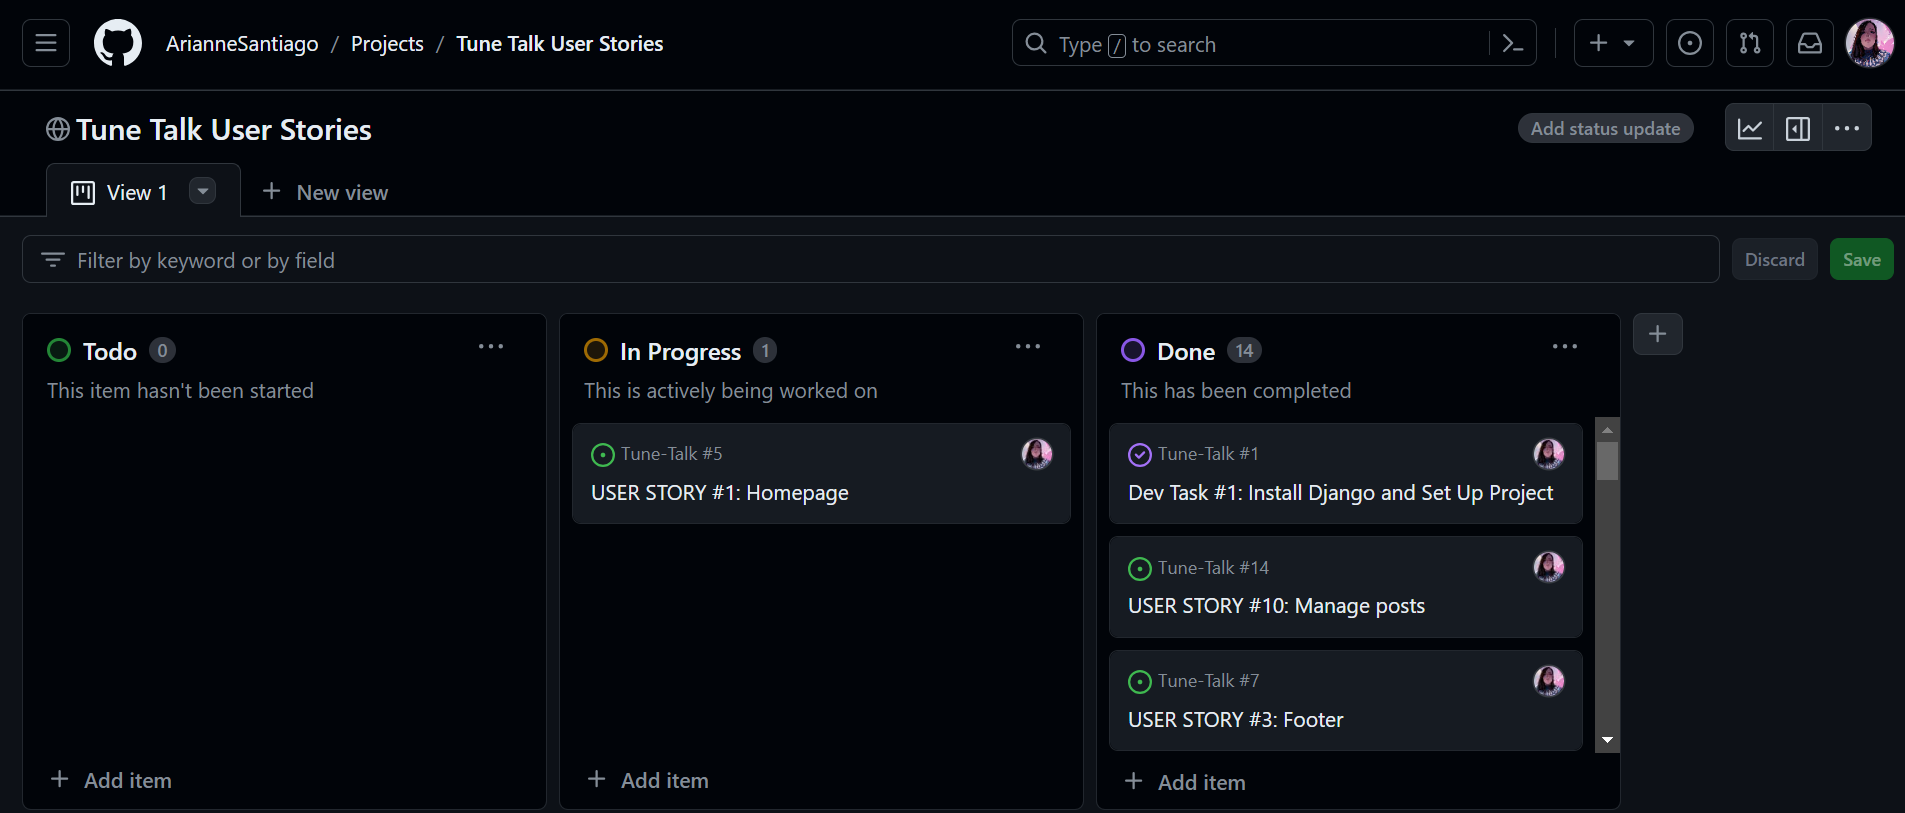 ArianneSantiago / Projects / Tune Talk User Stories
Type / to search
Tune Talk User Stories
Add status update
View 1
New view
Filter by keyword or by field
Discard
Save
Todo 0
This item hasn't been started
Add item
In Progress 1
This is actively being worked on
Tune-Talk #5
USER STORY #1: Homepage
Add item
Done 14
This has been completed
Tune-Talk #1
Dev Task #1: Install Django and Set Up Project
Tune-Talk #14
USER STORY #10: Manage posts
Tune-Talk #7
USER STORY #3: Footer
Add item